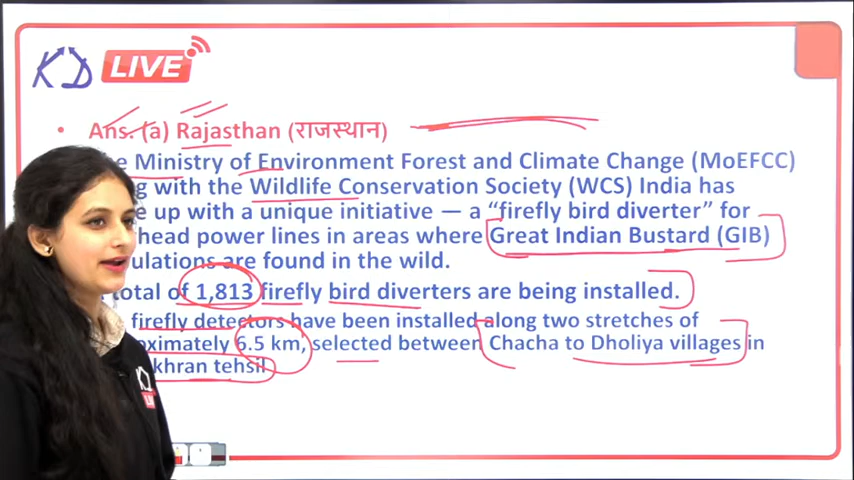 KD LIVE
• Ans. (a) Rajasthan (राजस्थान)
Ministry of Environment Forest and Climate Change (MoEFCC)
with the Wildlife Conservation Society (WCS) India has
up with a unique initiative — a “firefly bird diverter” for
head power lines in areas where Great Indian Bustard (GIB)
ulations are found in the wild.
total of 1,813 firefly bird diverters are being installed.
firefly detectors have been installed along two stretches of
oximately 6.5 km, selected between Chacha to Dholiya villages in
khran tehsil
KD
LIVE